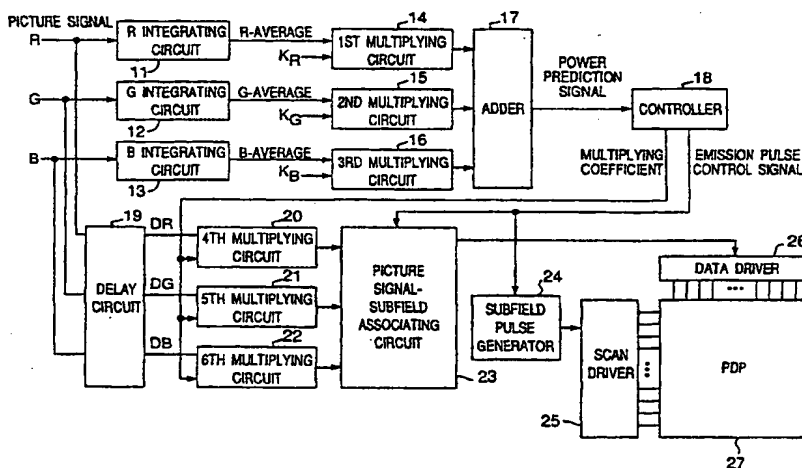 PICTURE SIGNAL
R
R INTEGRATING
CIRCUIT
11
R-AVERAGE
KR
14
1ST MULTIPLYING
CIRCUIT
G
G INTEGRATING
CIRCUIT
12
G-AVERAGE
KG
15
2ND MULTIPLYING
CIRCUIT
B
B INTEGRATING
CIRCUIT
13
B-AVERAGE
KB
16
3RD MULTIPLYING
CIRCUIT
17
ADDER
POWER
PREDICTION
SIGNAL
18
CONTROLLER
MULTIPLYING
COEFFICIENT
EMISSION PULSE
CONTROL SIGNAL
19
DELAY
CIRCUIT
DR
20
4TH MULTIPLYING
CIRCUIT
DG
21
5TH MULTIPLYING
CIRCUIT
DB
22
6TH MULTIPLYING
CIRCUIT
PICTURE
SIGNAL-
SUBFIELD
ASSOCIATING
CIRCUIT
23
24
SUBFIELD
PULSE
GENERATOR
SCAN
DRIVER
25
26
DATA DRIVER
PDP
27